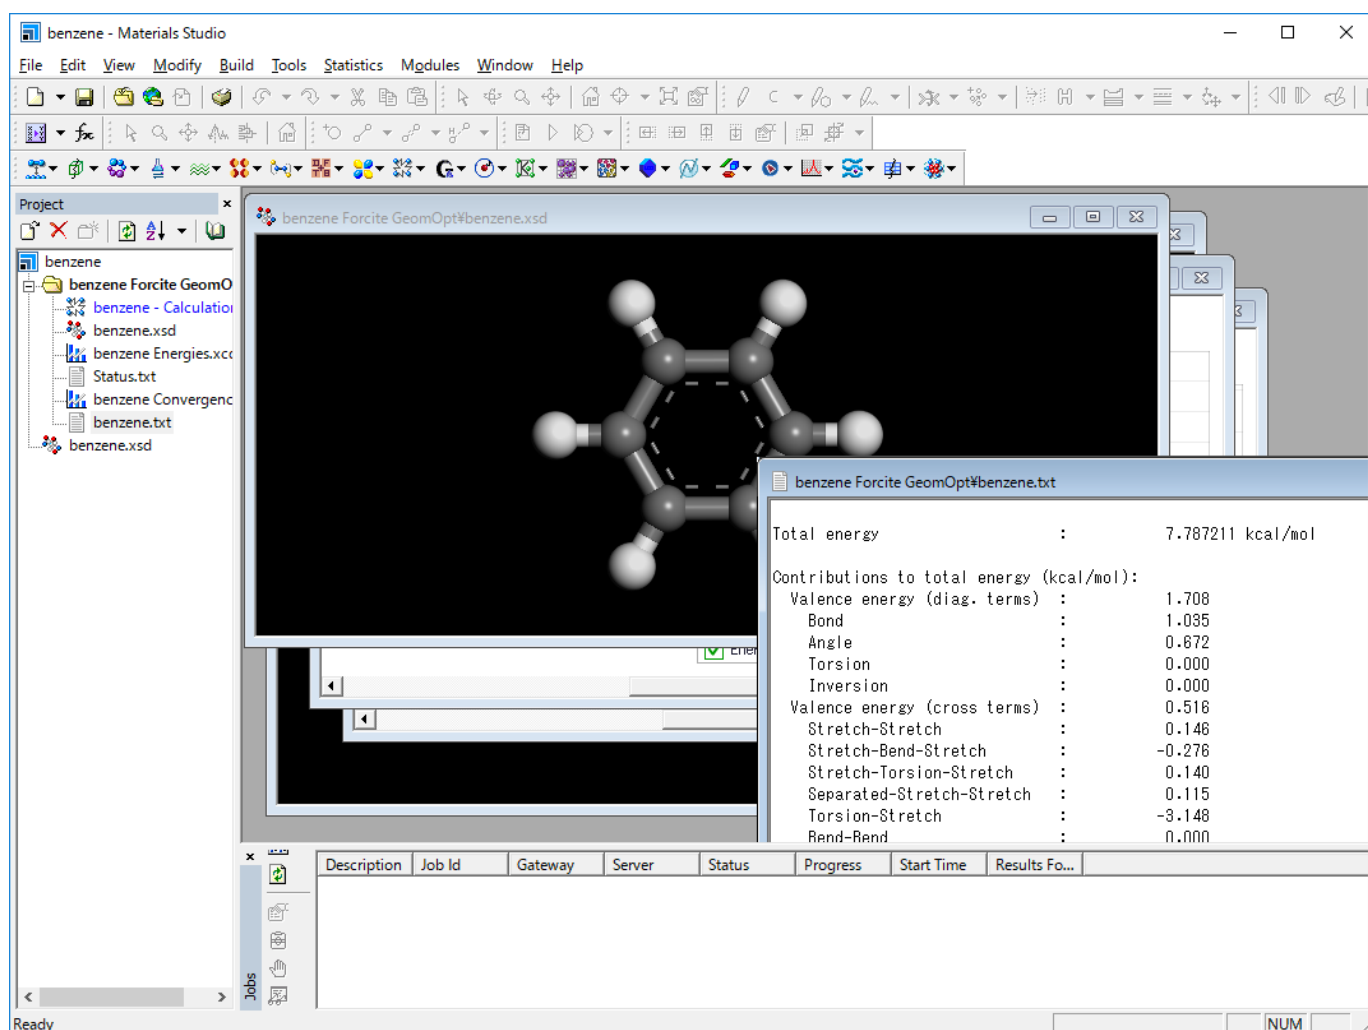 benzene - Materials Studio
File Edit View Modify Build Tools Statistics Modules Window Help
Project
benzene
benzene Forcite GeomO
benzene - Calculation
benzene.xsd
benzene Energies.xcd
Status.txt
benzene Convergenc
benzene.txt
benzene.xsd
benzene Forcite GeomOpt¥benzene.xsd
benzene Forcite GeomOpt¥benzene.txt
Total energy : 7.787211 kcal/mol
Contributions to total energy (kcal/mol):
Valence energy (diag. terms) : 1.708
Bond : 1.035
Angle : 0.672
Torsion : 0.000
Inversion : 0.000
Valence energy (cross terms) : 0.516
Stretch-Stretch : 0.146
Stretch-Bend-Stretch : -0.276
Stretch-Torsion-Stretch : 0.140
Separated-Stretch-Stretch : 0.115
Torsion-Stretch : -3.148
Bend-Bend : 0.000
Jobs
Description Job Id Gateway Server Status Progress Start Time Results Fo...
Ready
NUM